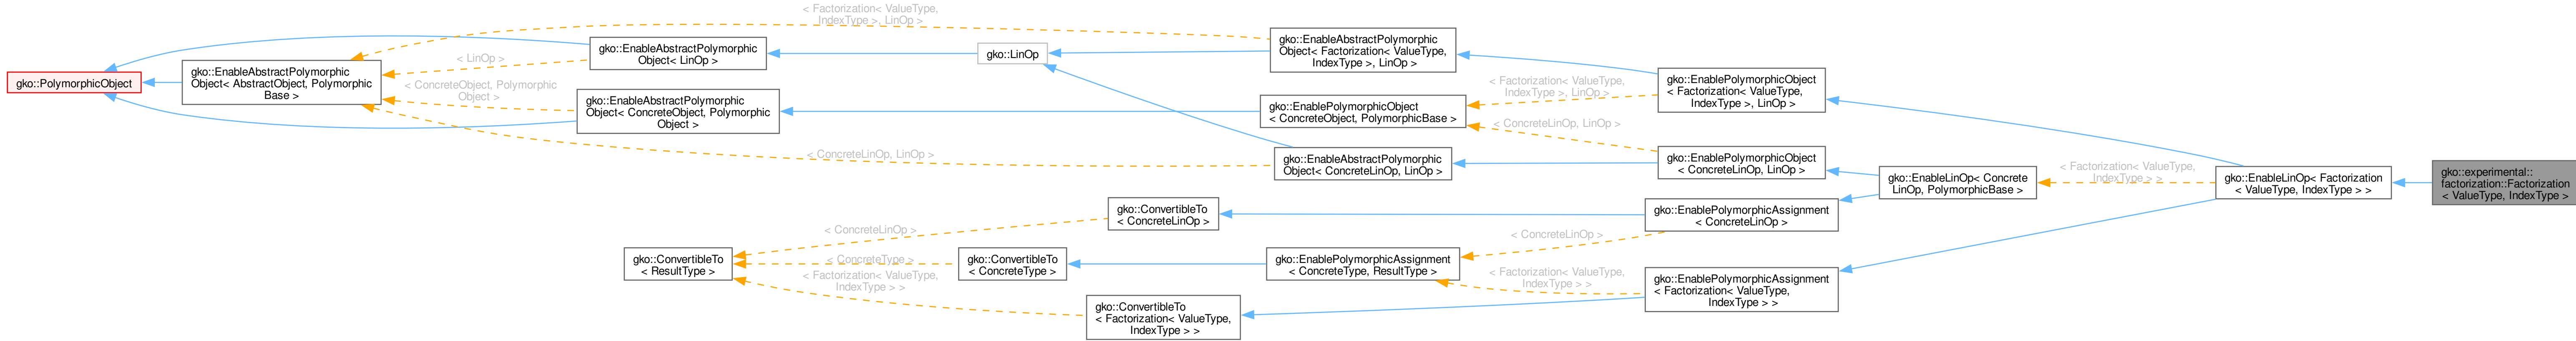 gko::PolymorphicObject
gko::EnableAbstractPolymorphic
Object< AbstractObject, Polymorphic
Base >
gko::EnableAbstractPolymorphic
Object< LinOp >
gko::EnableAbstractPolymorphic
Object< ConcreteObject, Polymorphic
Object >
gko::ConvertibleTo
< ResultType >
< Factorization< ValueType,
IndexType >, LinOp >
< LinOp >
< ConcreteObject, Polymorphic
Object >
< ConcreteLinOp, LinOp >
< ConcreteLinOp >
< ConcreteType >
< Factorization< ValueType,
IndexType > >
gko::LinOp
gko::ConvertibleTo
< ConcreteLinOp >
gko::ConvertibleTo
< ConcreteType >
gko::ConvertibleTo
< Factorization< ValueType,
IndexType > >
gko::EnableAbstractPolymorphic
Object< Factorization< ValueType,
IndexType >, LinOp >
gko::EnablePolymorphicObject
< ConcreteObject, PolymorphicBase >
gko::EnableAbstractPolymorphic
Object< ConcreteLinOp, LinOp >
gko::EnablePolymorphicAssignment
< ConcreteType, ResultType >
< Factorization< ValueType,
IndexType >, LinOp >
< ConcreteLinOp, LinOp >
< ConcreteLinOp >
< Factorization< ValueType,
IndexType > >
gko::EnablePolymorphicObject
< Factorization< ValueType,
IndexType >, LinOp >
gko::EnablePolymorphicObject
< ConcreteLinOp, LinOp >
gko::EnablePolymorphicAssignment
< ConcreteLinOp >
gko::EnablePolymorphicAssignment
< Factorization< ValueType,
IndexType > >
gko::EnableLinOp< Concrete
LinOp, PolymorphicBase >
< Factorization< ValueType,
IndexType > >
gko::EnableLinOp< Factorization
< ValueType, IndexType > >
gko::experimental::
factorization::Factorization
< ValueType, IndexType >